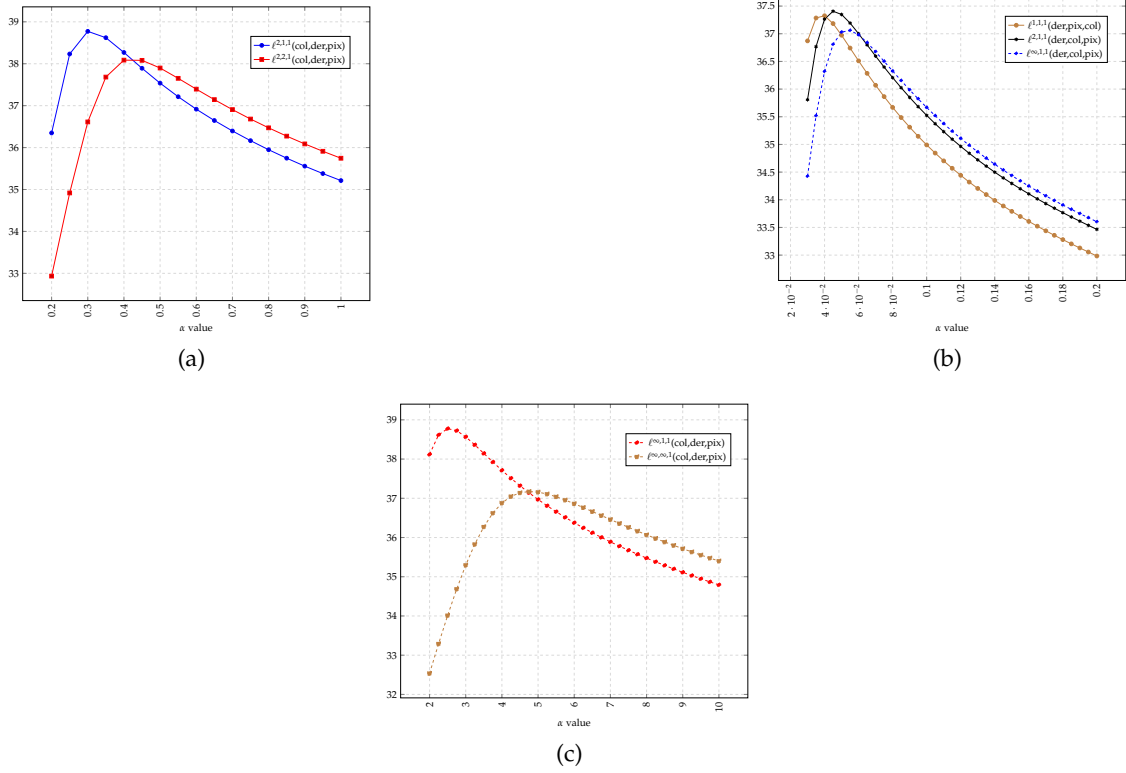 39
38
37
36
35
34
33
0.2
0.3
0.4
0.5
0.6
0.7
0.8
0.9
1
α value
ℓ^{2,1,1}(col,der,pix)
ℓ^{2,2,1}(col,der,pix)
(a)
37.5
37
36.5
36
35.5
35
34.5
34
33.5
33
2 · 10^{−2}
4 · 10^{−2}
6 · 10^{−2}
8 · 10^{−2}
0.1
0.12
0.14
0.16
0.18
0.2
α value
ℓ^{1,1,1}(der,pix,col)
ℓ^{2,1,1}(der,col,pix)
ℓ^{∞,1,1}(der,col,pix)
(b)
39
38
37
36
35
34
33
32
2
3
4
5
6
7
8
9
10
α value
ℓ^{∞,1,1}(col,der,pix)
ℓ^{∞,∞,1}(col,der,pix)
(c)